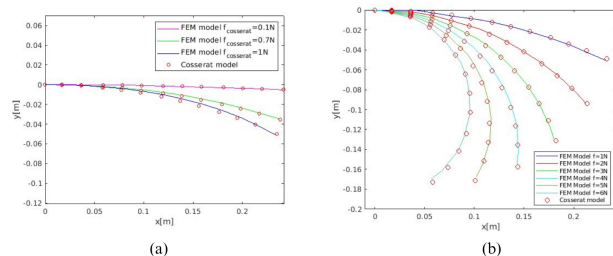 0.06
0.04
0.02
0
-0.02
-0.04
-0.06
-0.08
-0.1
-0.12
y[m]
0
0.05
0.1
0.15
0.2
x[m]
FEM model f cosserat=0.1N
FEM model f cosserat=0.7N
FEM model f cosserat=1N
Cosserat model
(a)
0
-0.02
-0.04
-0.06
-0.08
-0.1
-0.12
-0.14
-0.16
-0.18
-0.2
y[m]
0
0.05
0.1
0.15
0.2
x[m]
FEM Model f=1N
FEM Model f=2N
FEM Model f=3N
FEM Model f=4N
FEM Model f=5N
FEM Model f=6N
Cosserat model
(b)